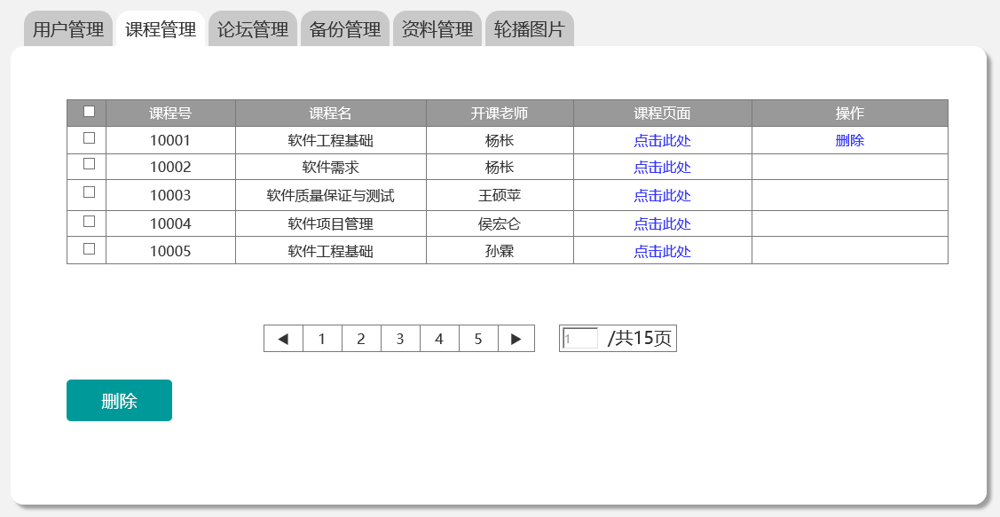 用户管理 课程管理 论坛管理 备份管理 资料管理 轮播图片
课程号 课程名 开课老师 课程页面 操作
10001 软件工程基础 杨枨 点击此处 删除
10002 软件需求 杨枨 点击此处
10003 软件质量保证与测试 王硕苹 点击此处
10004 软件项目管理 侯宏仑 点击此处
10005 软件工程基础 孙霖 点击此处
◀ 1 2 3 4 5 ▶ 1 /共15页
删除